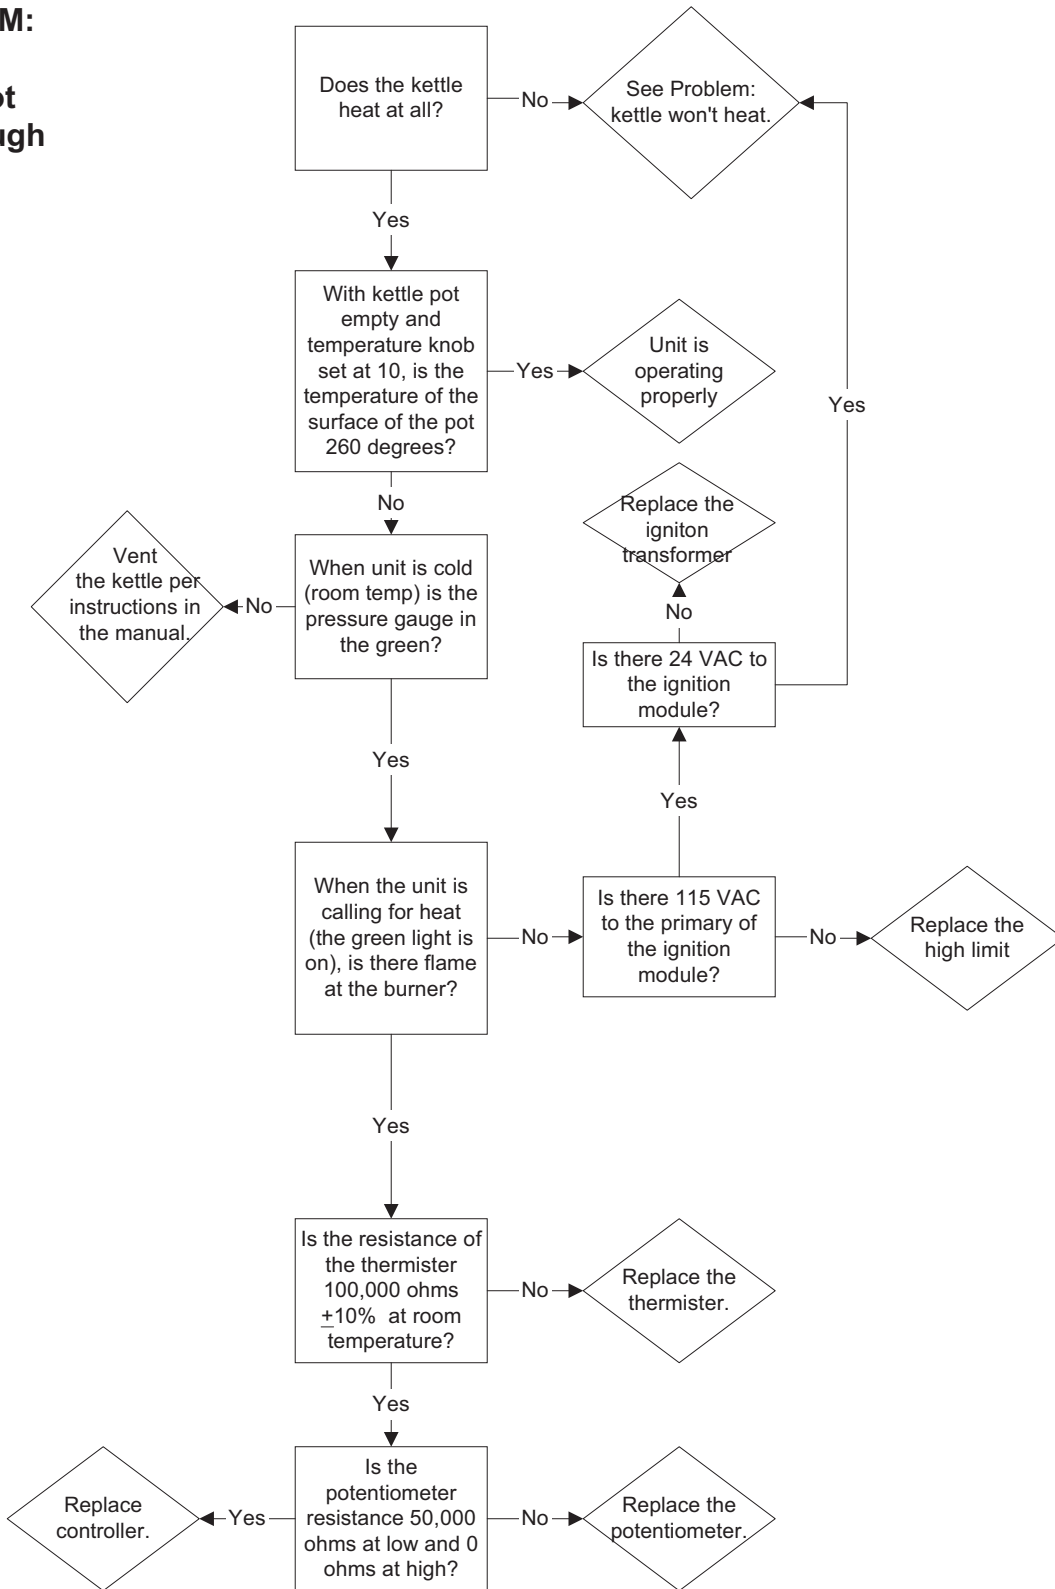 M:
ot
ugh
Does the kettle
heat at all?
No
See Problem:
kettle won't heat.
Yes
With kettle pot
empty and
temperature knob
set at 10, is the
temperature of the
surface of the pot
260 degrees?
Yes
Unit is
operating
properly
Yes
No
Replace the
igniton
transformer
Vent
the kettle per
instructions in
the manual.
No
When unit is cold
(room temp) is the
pressure gauge in
the green?
No
Is there 24 VAC to
the ignition
module?
Yes
Yes
When the unit is
calling for heat
(the green light is
on), is there flame
at the burner?
No
Is there 115 VAC
to the primary of
the ignition
module?
No
Replace the
high limit
Yes
Is the resistance of
the thermister
100,000 ohms
±10% at room
temperature?
No
Replace the
thermister.
Yes
Replace
controller.
Yes
Is the
potentiometer
resistance 50,000
ohms at low and 0
ohms at high?
No
Replace the
potentiometer.